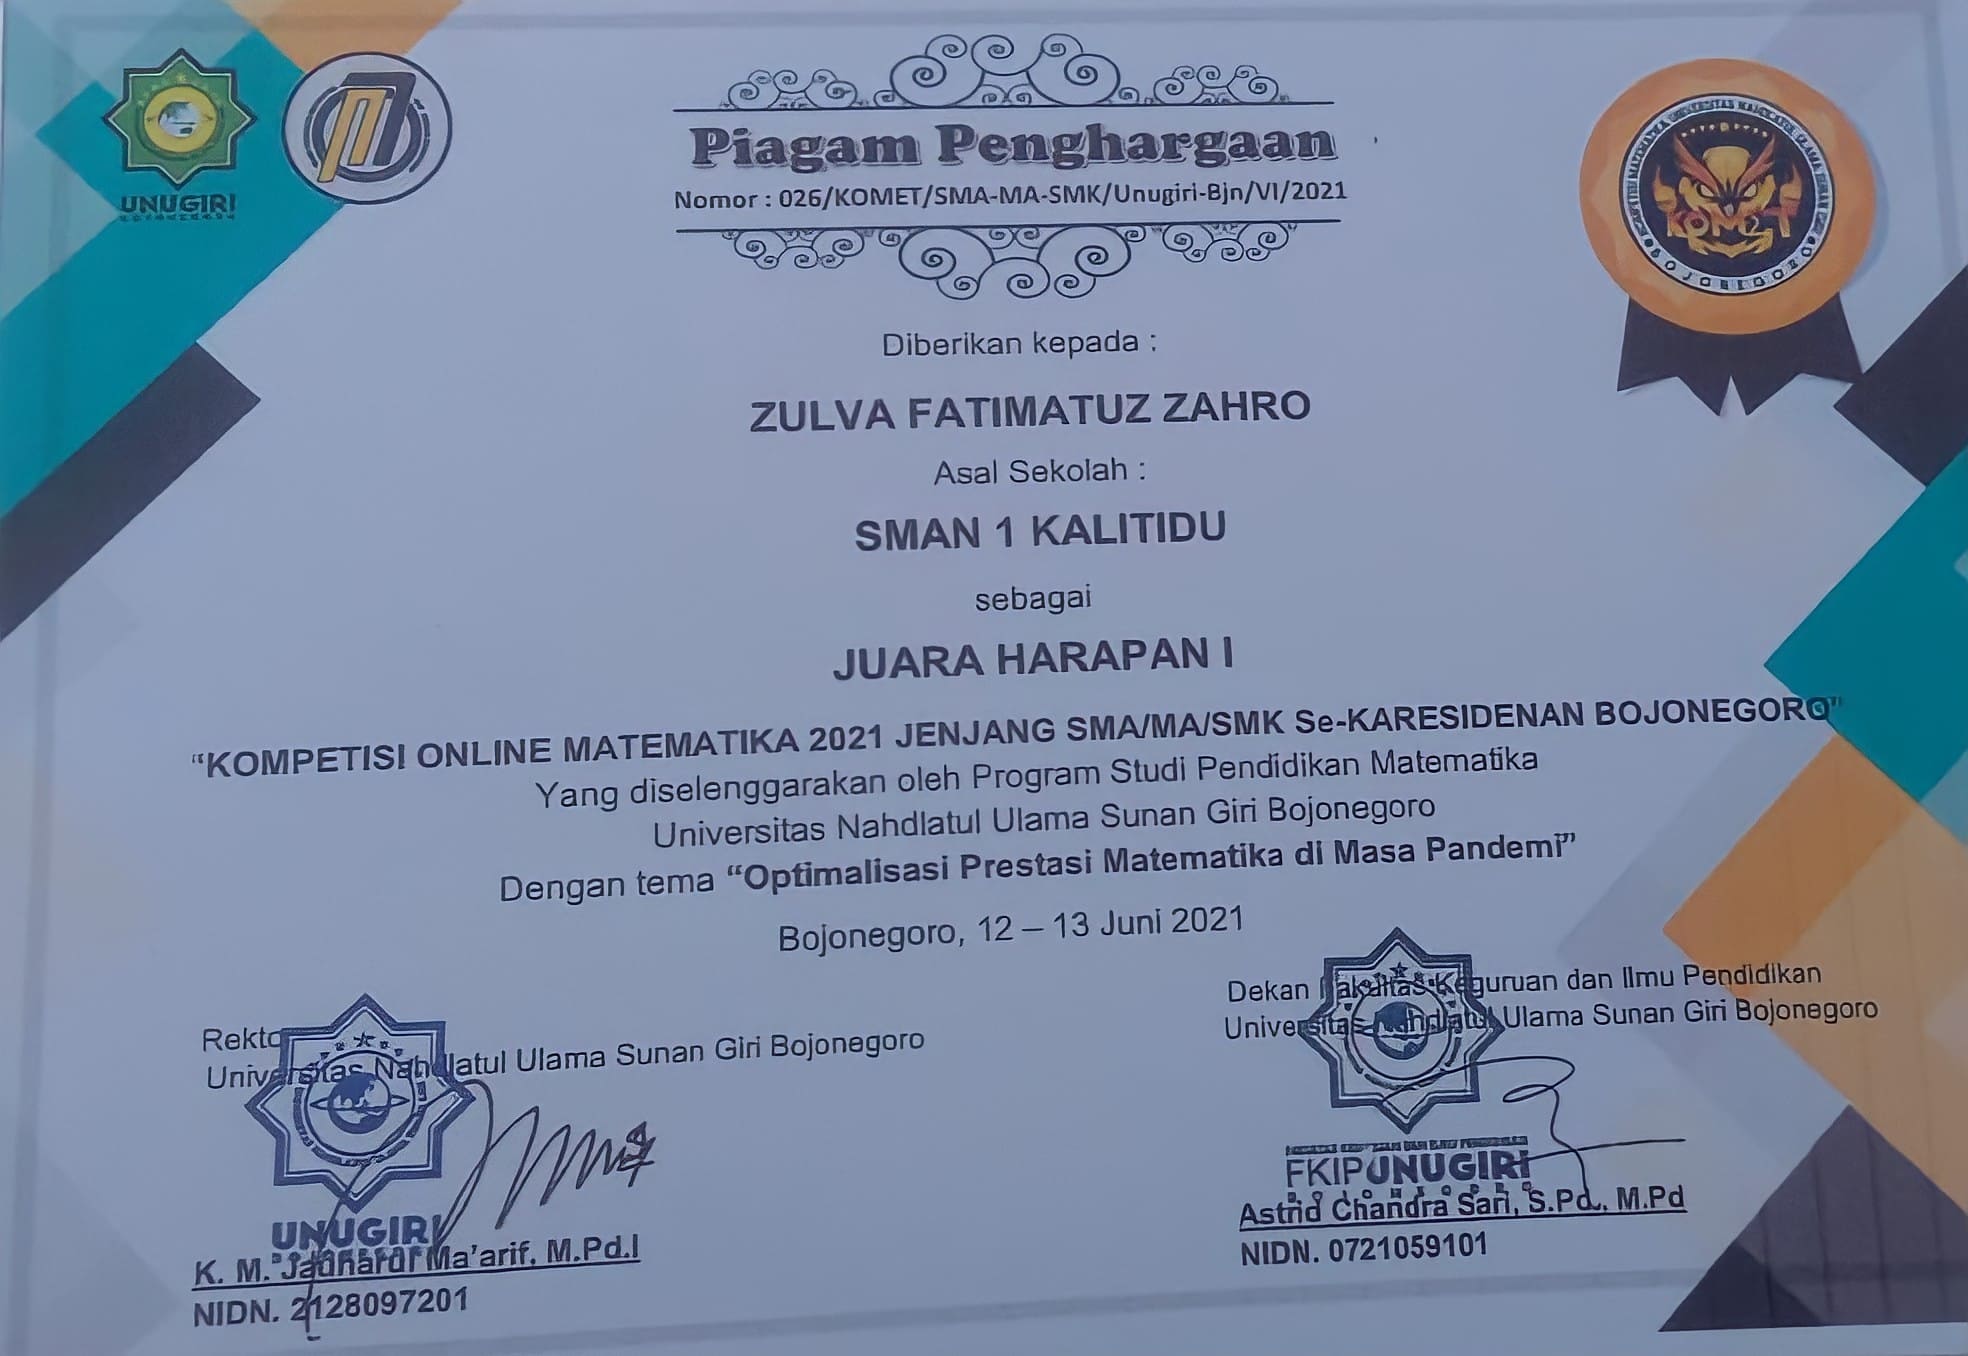 UNUGIRI
Piagam Penghargaan
Nomor : 026/KOMET/SMA-MA-SMK/Unugiri-Bjn/VI/2021
KOMET
BOJONEGORO
Diberikan kepada :
ZULVA FATIMATUZ ZAHRO
Asal Sekolah :
SMAN 1 KALITIDU
sebagai
JUARA HARAPAN I
“KOMPETISI ONLINE MATEMATIKA 2021 JENJANG SMA/MA/SMK Se-KARESIDENAN BOJONEGORO”
Yang diselenggarakan oleh Program Studi Pendidikan Matematika
Universitas Nahdlatul Ulama Sunan Giri Bojonegoro
Dengan tema “Optimalisasi Prestasi Matematika di Masa Pandemi”
Bojonegoro, 12 – 13 Juni 2021
Rektor
Universitas Nahdlatul Ulama Sunan Giri Bojonegoro
UNUGIRI
K. M. Jauharul Ma’arif, M.Pd.I
NIDN. 2128097201
Dekan Fakultas Keguruan dan Ilmu Pendidikan
Universitas Nahdlatul Ulama Sunan Giri Bojonegoro
FKIP UNUGIRI
Astrid Chandra Sari, S.Pd., M.Pd
NIDN. 0721059101